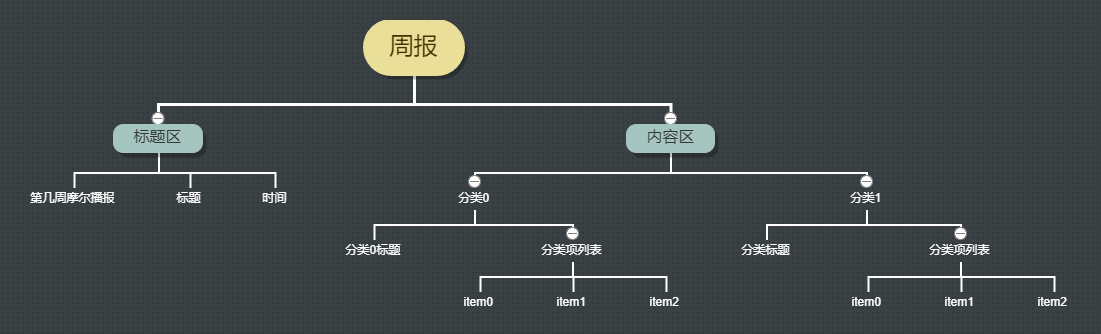 周报
标题区
内容区
第几周摩尔播报
标题
时间
分类0
分类1
分类0标题
分类项列表
分类标题
分类项列表
item0
item1
item2
item0
item1
item2